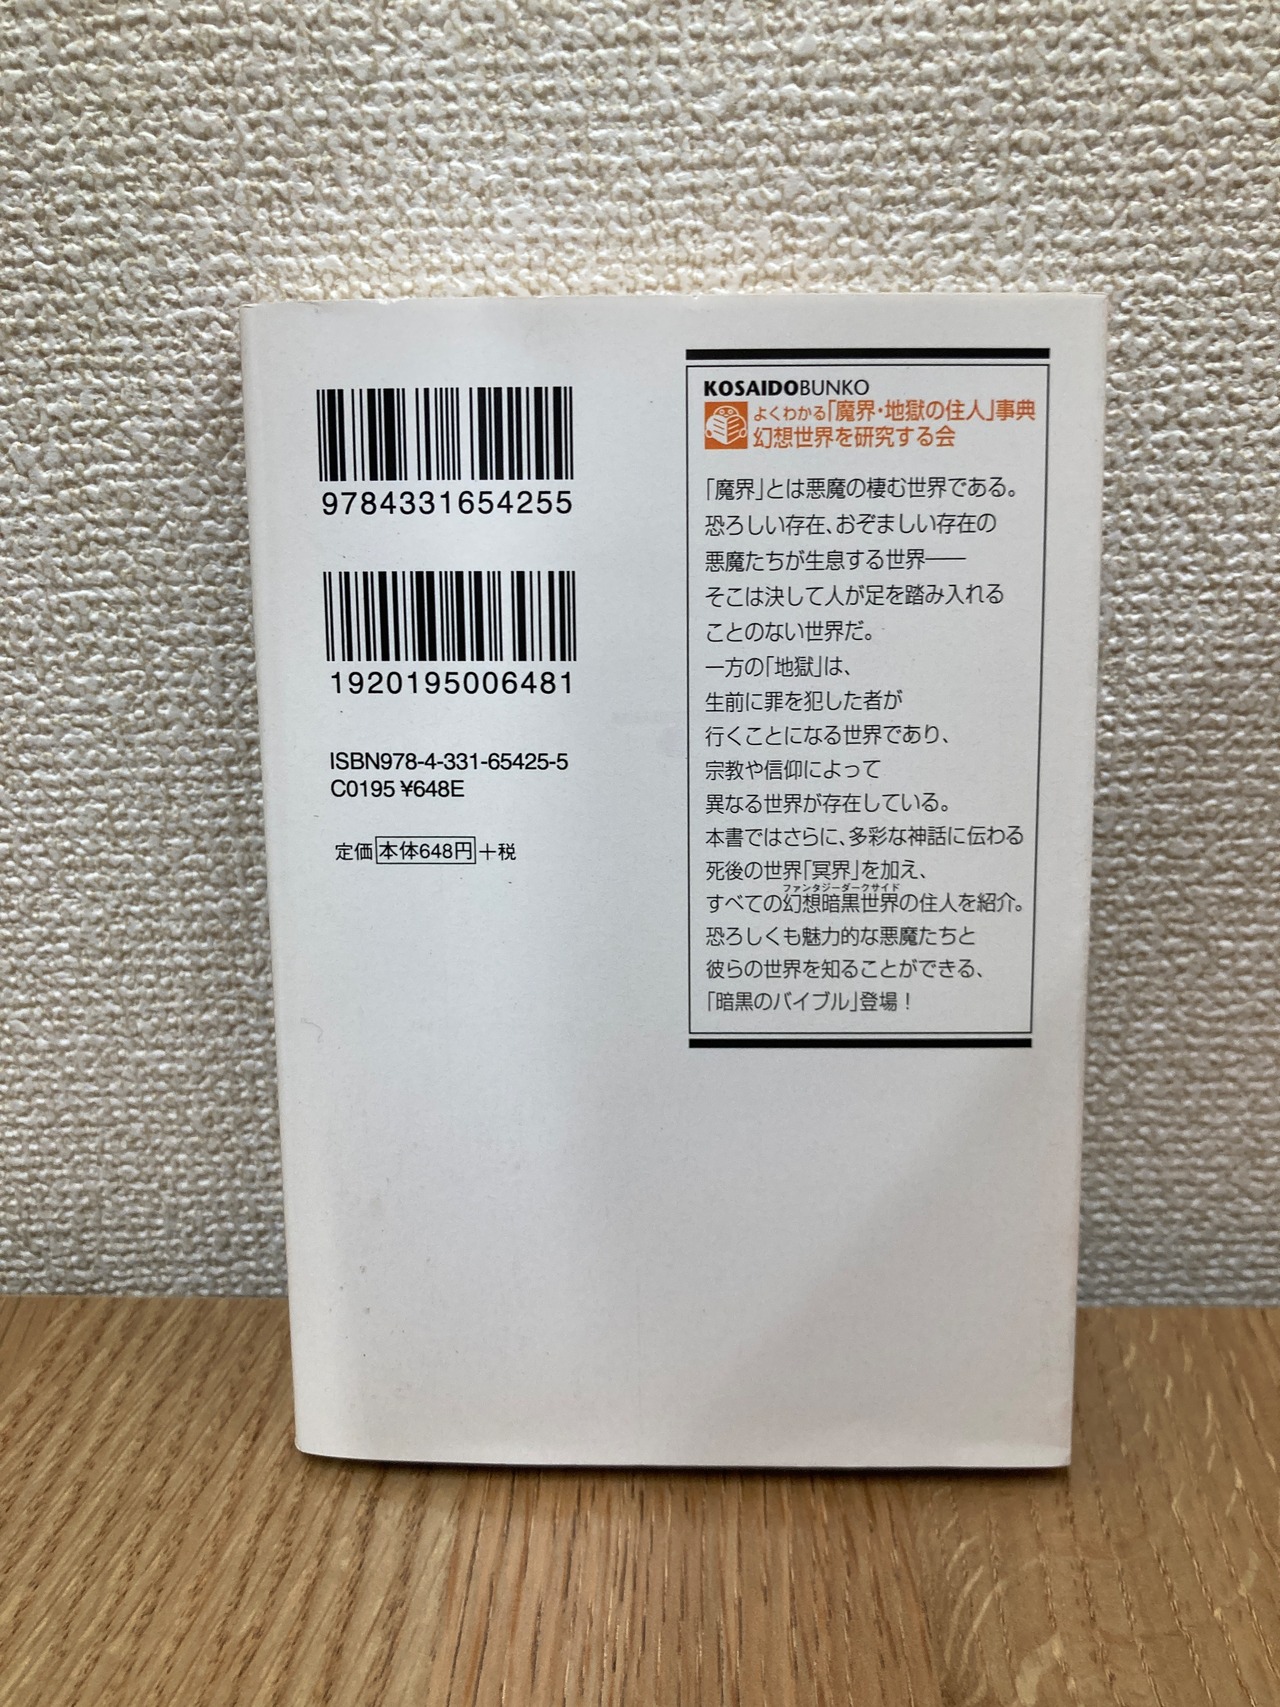 9784331654255
1920195006481
ISBN978-4-331-65425-5
C0195 ¥648E
定価 本体648円 +税
KOSAIDOBUNKO
よくわかる「魔界・地獄の住人」事典
幻想世界を研究する会
「魔界」とは悪魔の棲む世界である。
恐ろしい存在、おぞましい存在の
悪魔たちが生息する世界――
そこは決して人が足を踏み入れる
ことのない世界だ。
一方の「地獄」は、
生前に罪を犯した者が
行くことになる世界であり、
宗教や信仰によって
異なる世界が存在している。
本書ではさらに、多彩な神話に伝わる
死後の世界「冥界」を加え、
ファンタジーダークサイド
すべての幻想暗黒世界の住人を紹介。
恐ろしくも魅力的な悪魔たちと
彼らの世界を知ることができる、
「暗黒のバイブル」登場！